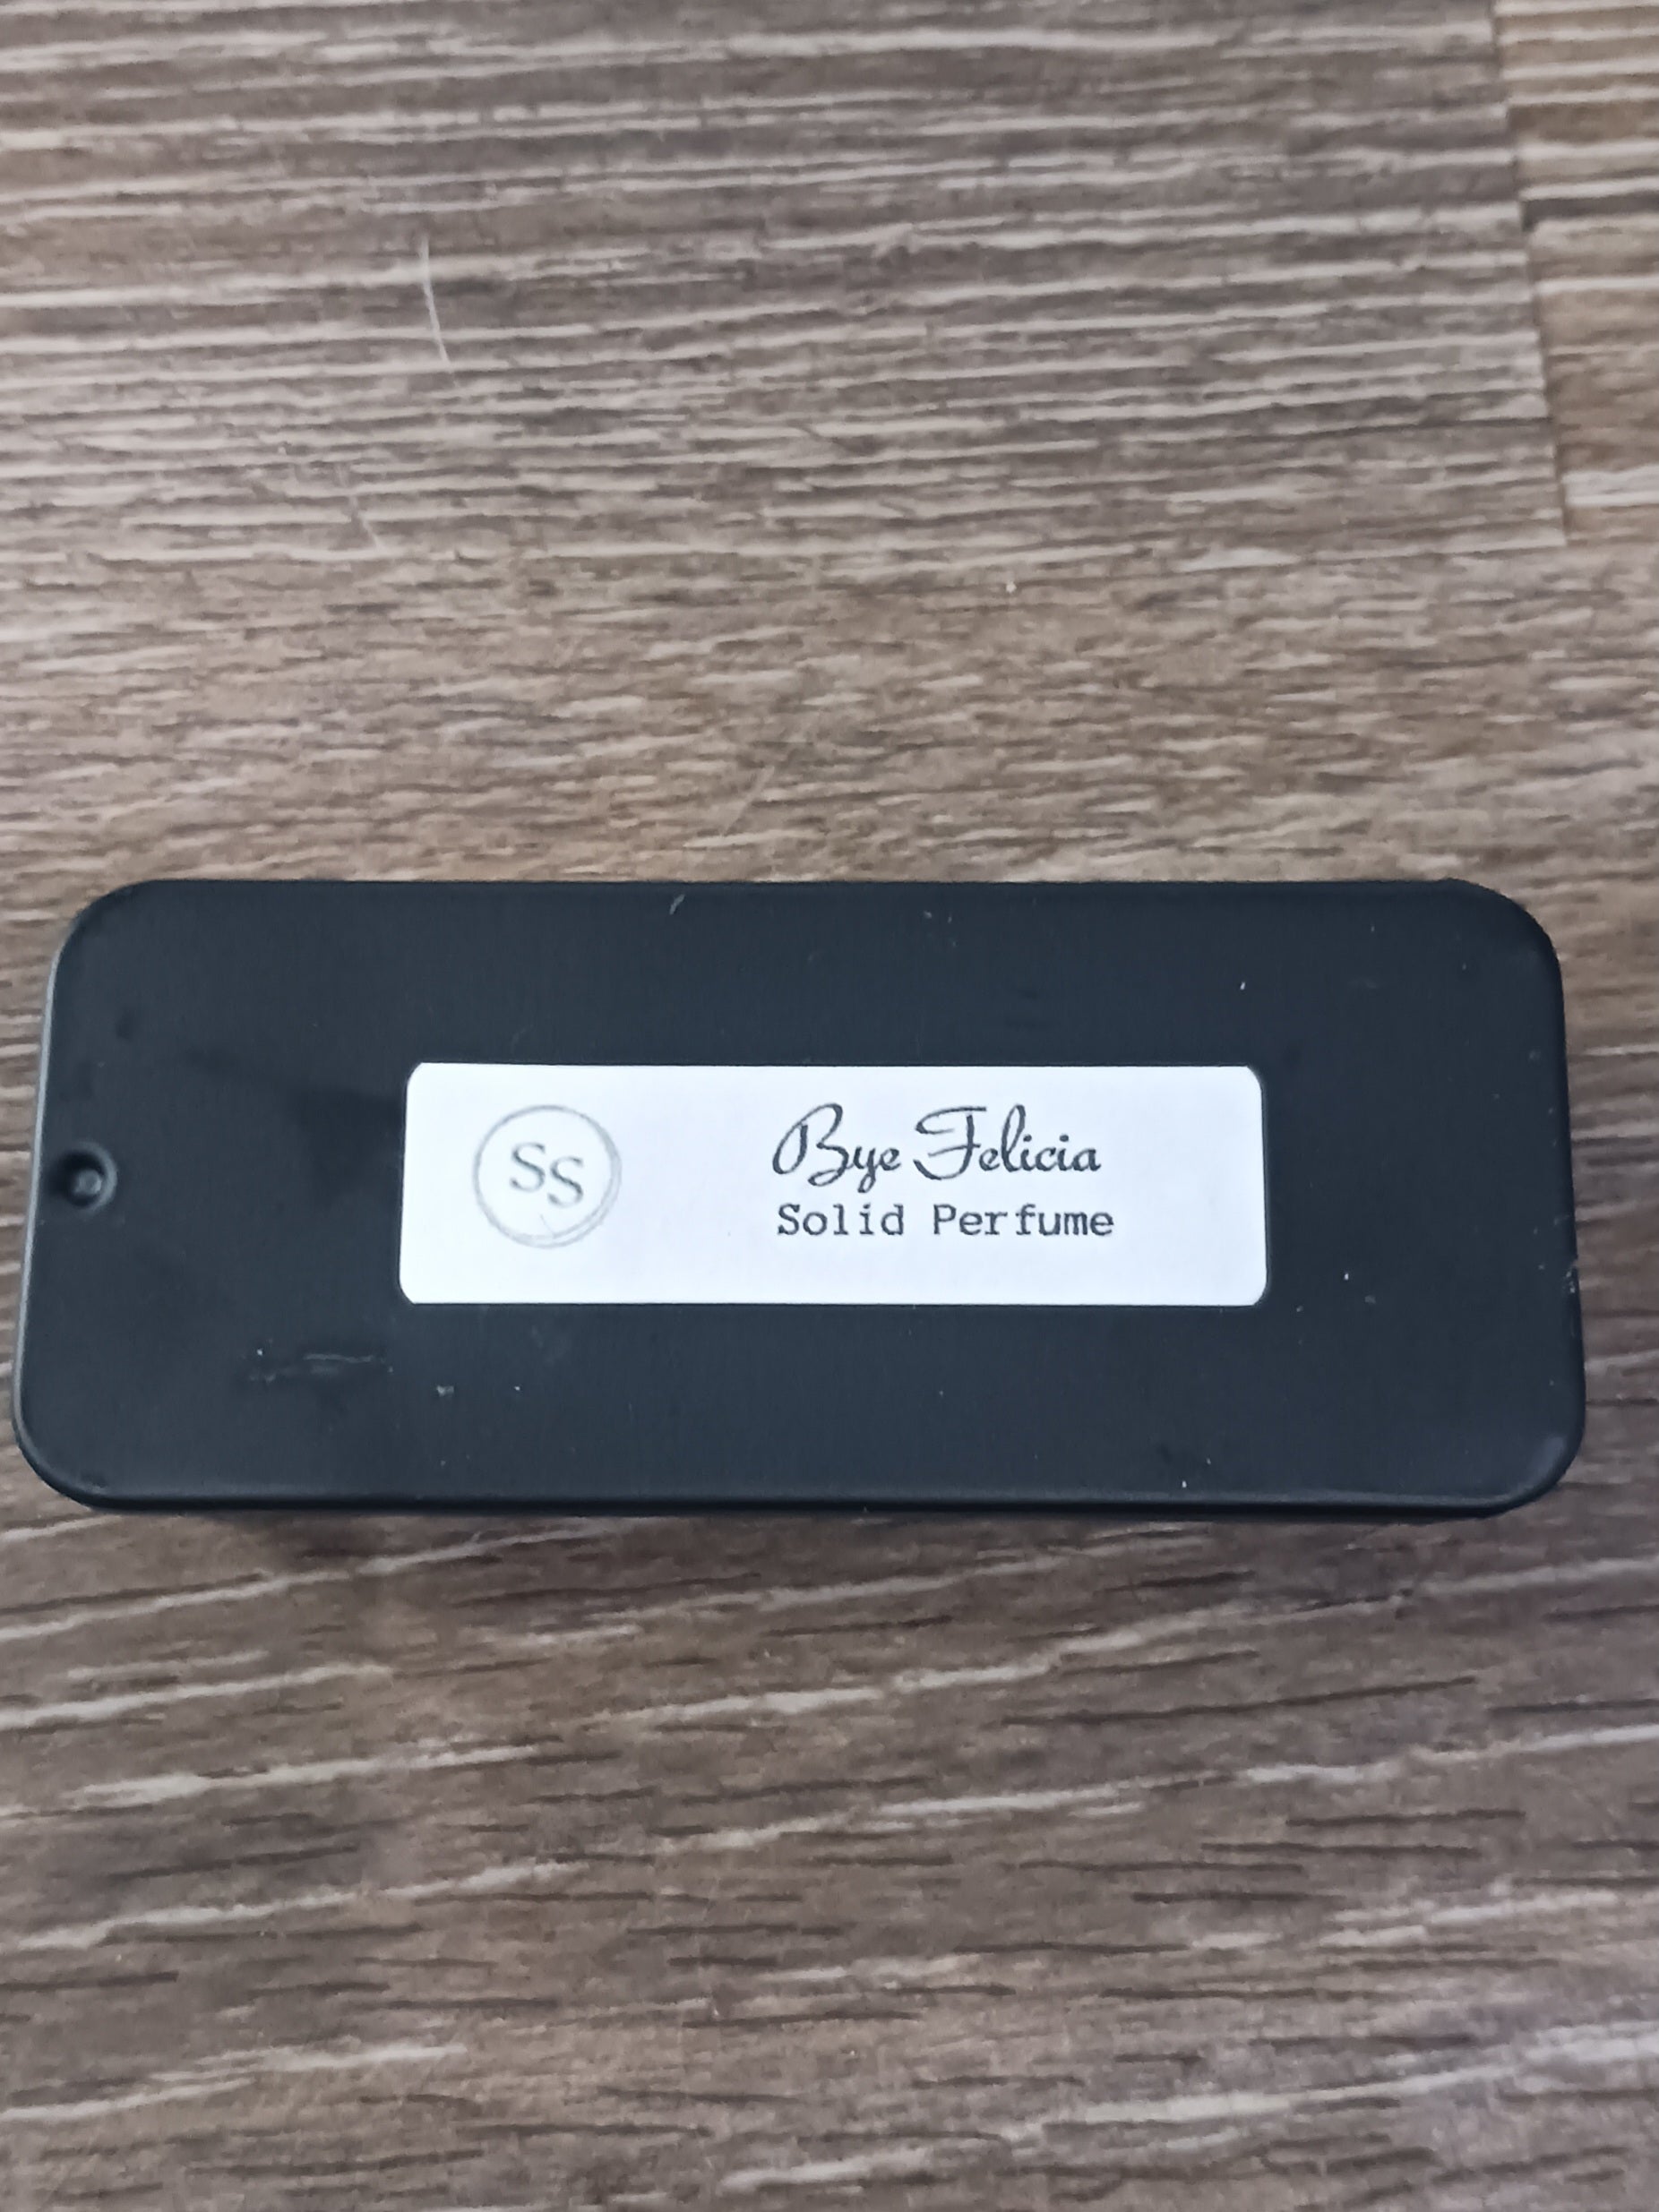 SS
Bye Felicia
Solid Perfume